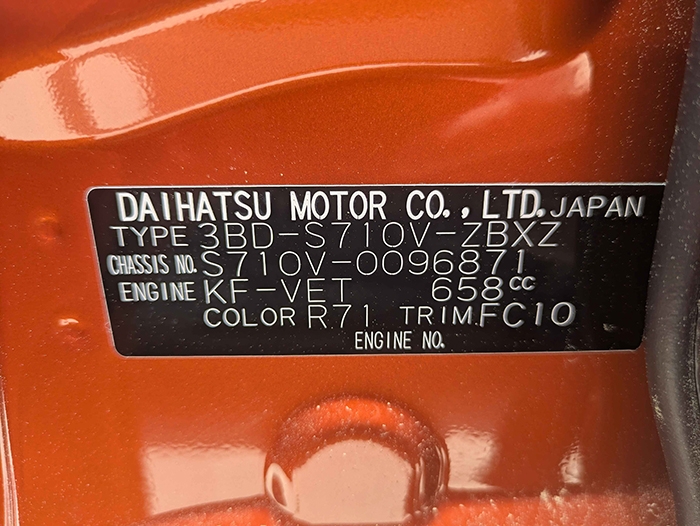 DAIHATSU MOTOR CO., LTD. JAPAN
TYPE 3BD-S710V-ZBXZ
CHASSIS NO. S710V-0096871
ENGINE KF-VET 658cc
COLOR R71 TRIM FC10
ENGINE NO.